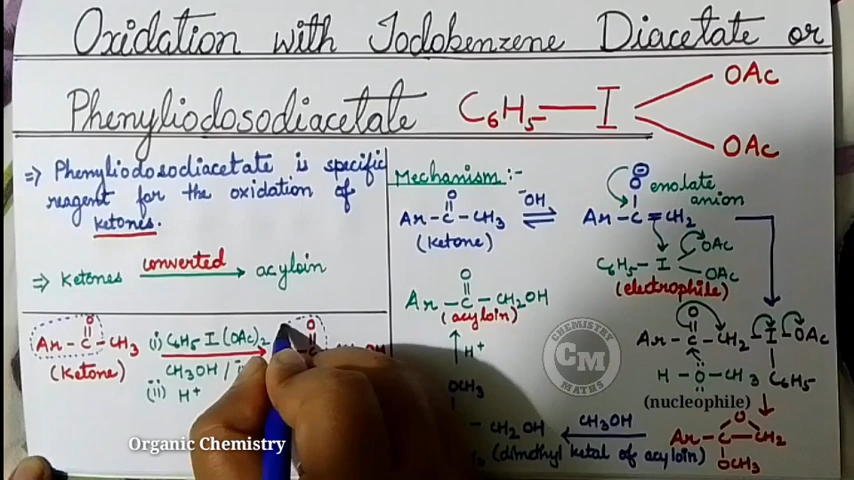 Oxidation with Iodobenzene Diacetate or
Phenyliodosodiacetate
C6H5-I
OAc
OAc
⇒ Phenyliodosodiacetate is specific
reagent for the oxidation of
ketones.
⇒ Ketones converted acyloin
O
Ar-C-CH3
(Ketone)
(i) C6H5I(OAc)2
CH3OH /
(ii) H+
O
Organic Chemistry
Mechanism:-
O
Ar-C-CH3
(ketone)
-OH
O
Ar-C=CH2
enolate
anion
C6H5-I
OAc
OAc
(electrophile)
O
Ar-C-CH2-I-OAc
C6H5
H-O-CH3
(nucleophile)
O
Ar-C-CH2
OCH3
CH3OH
OCH3
-CH2OH
(dimethyl ketal of acyloin)
H+
O
Ar-C-CH2OH
(acyloin)
CHEMISTRY
MATHS